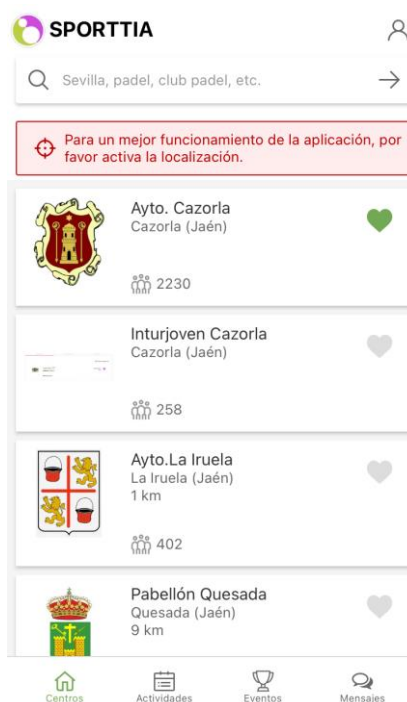 SPORTTIA
Sevilla, padel, club padel, etc.
Para un mejor funcionamiento de la aplicación, por
favor activa la localización.
Ayto. Cazorla
Cazorla (Jaén)
2230
Inturjoven Cazorla
Cazorla (Jaén)
258
Ayto.La Iruela
La Iruela (Jaén)
1 km
402
Pabellón Quesada
Quesada (Jaén)
9 km
Centros Actividades Eventos Mensajes